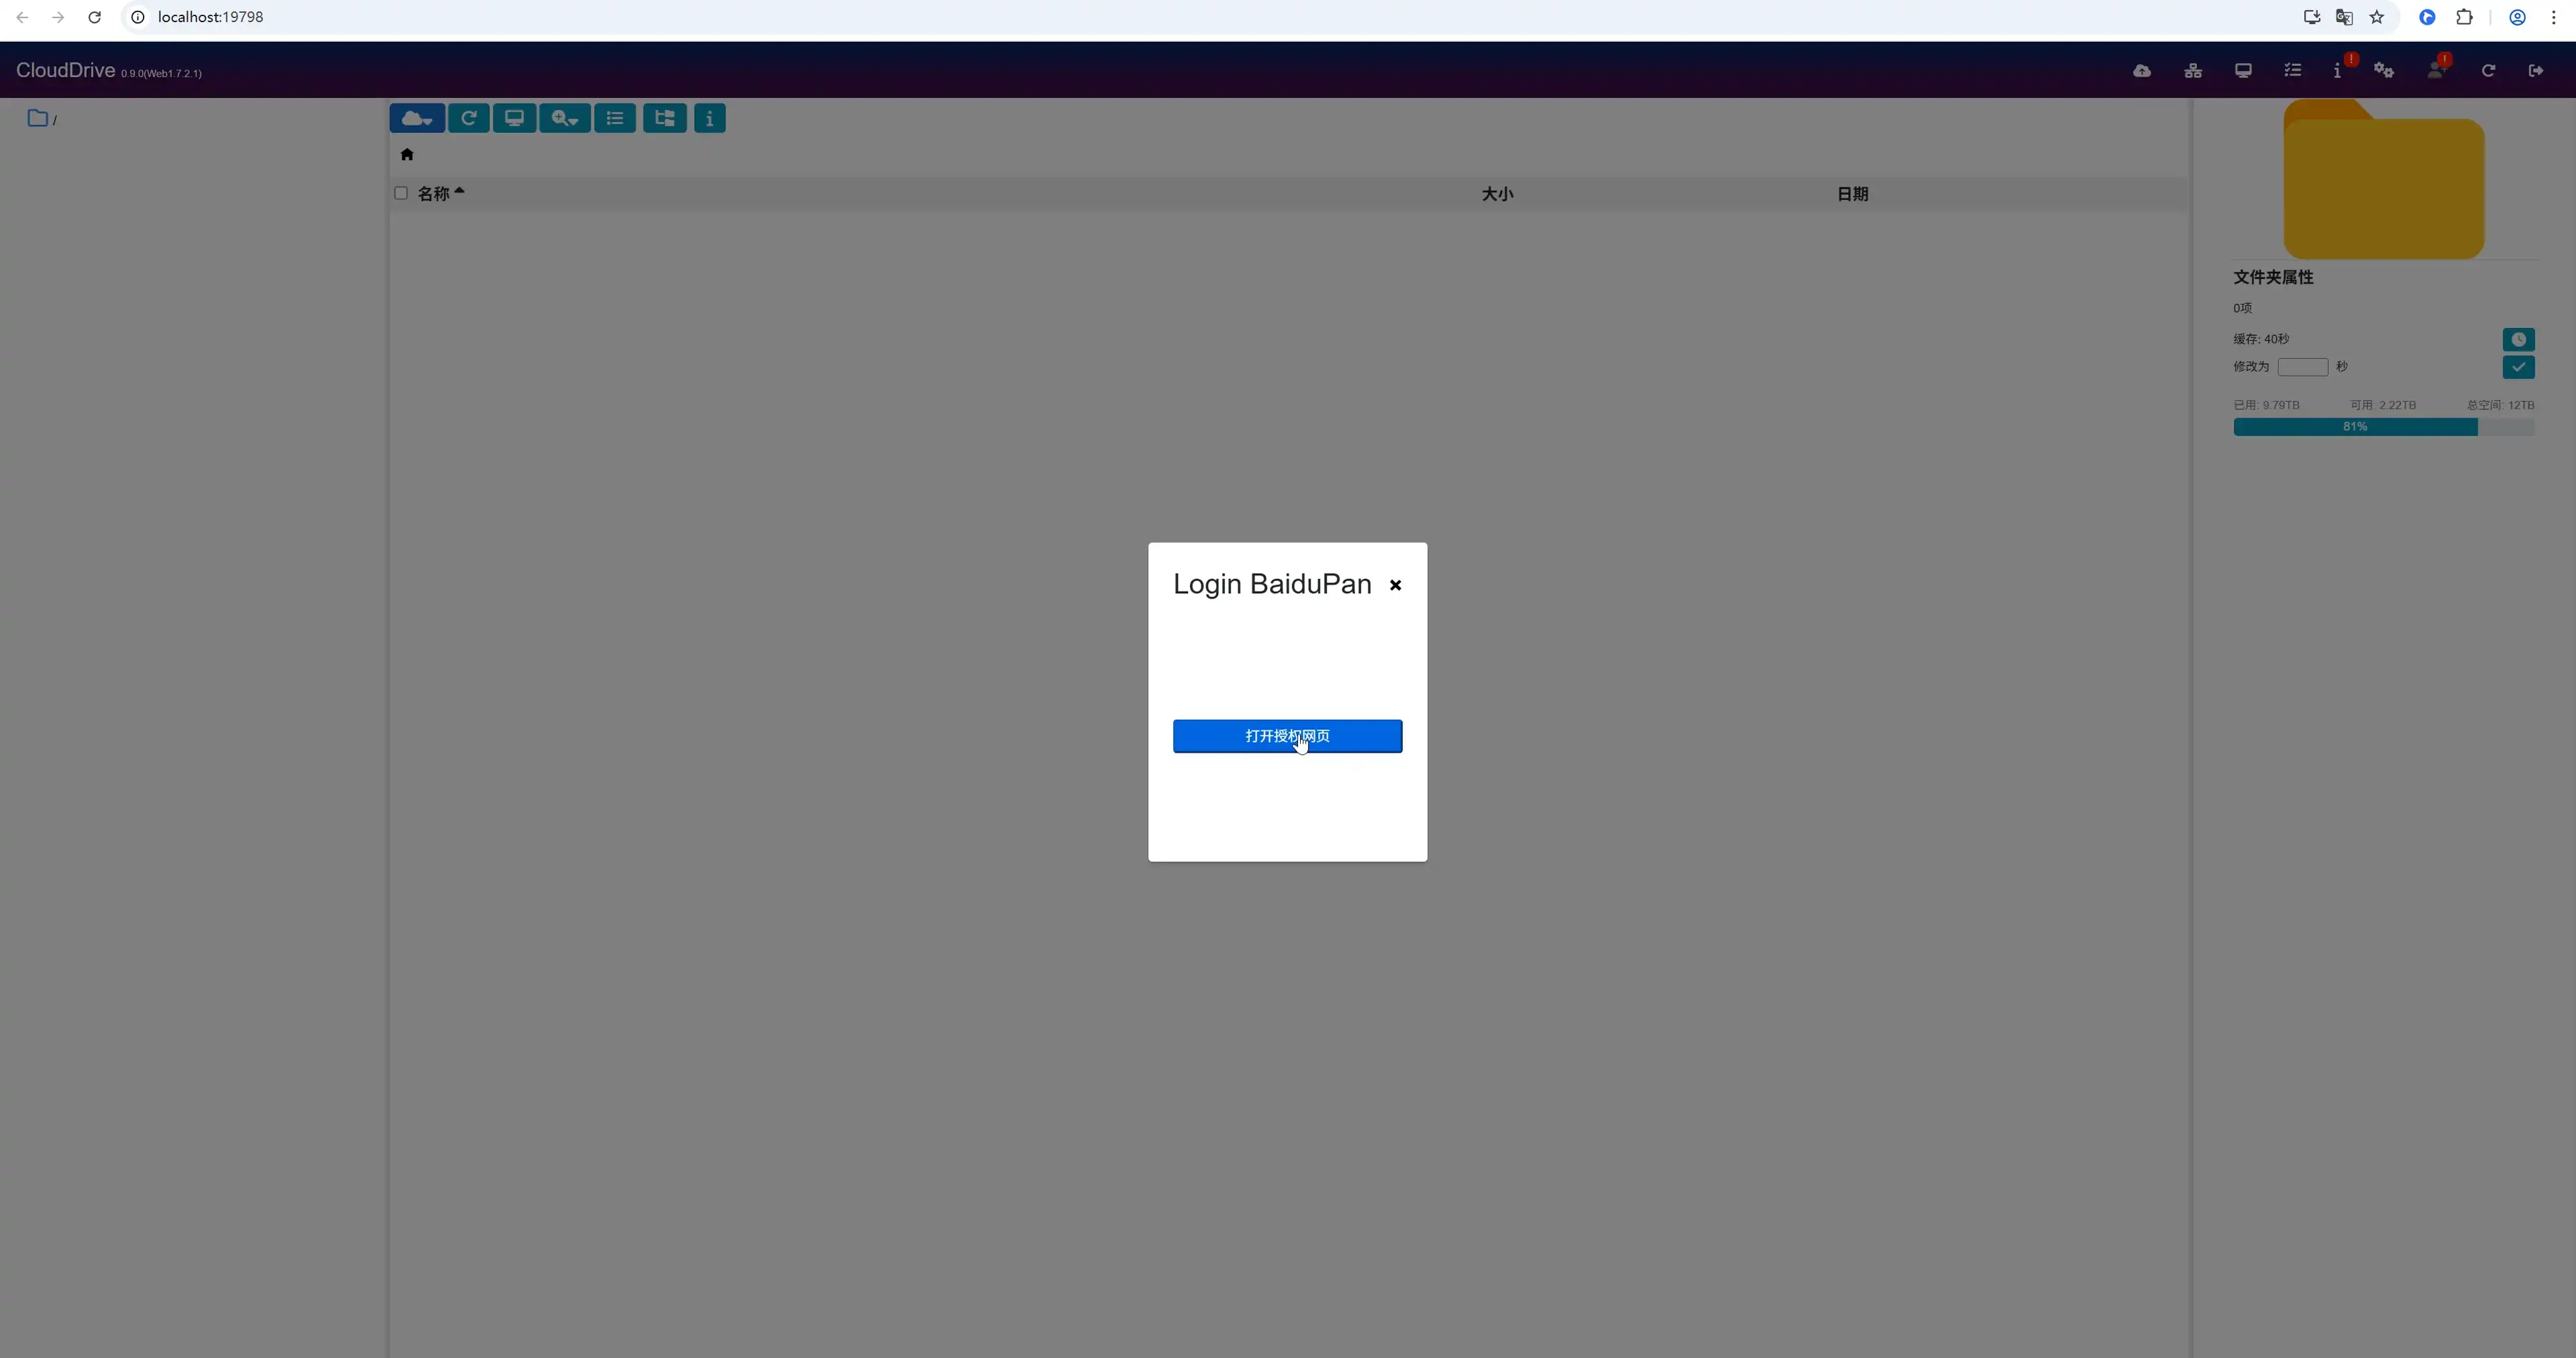 localhost:19798
CloudDrive 0.9.0(Web1.7.2.1)
/
名称
大小
日期
文件夹属性
0项
缓存: 40秒
修改为 秒
已用: 9.79TB 可用: 2.22TB 总空间: 12TB
81%
Login BaiduPan
打开授权网页